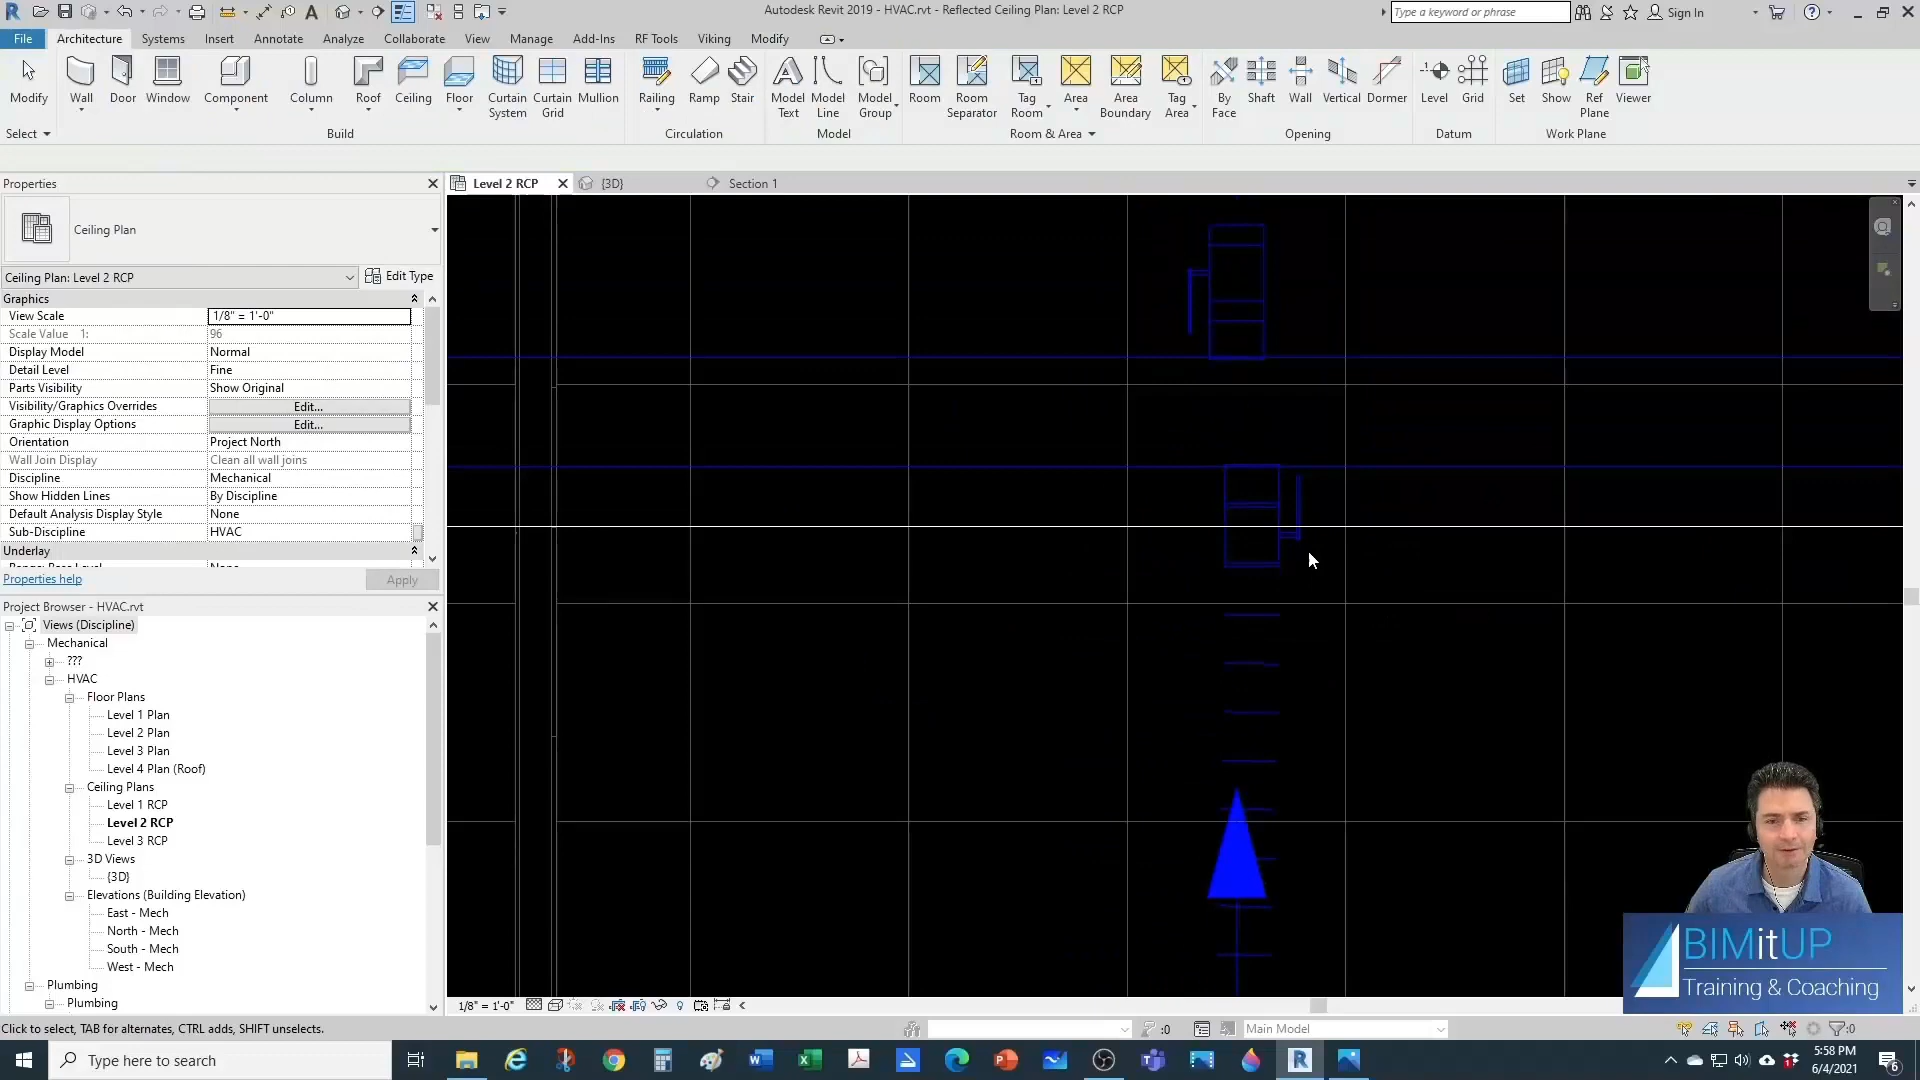 Autodesk Revit 2019 - HVAC.rvt - Reflected Ceiling Plan: Level 2 RCP
Type a keyword or phrase
Sign In
File
Architecture
Systems
Insert
Annotate
Analyze
Collaborate
View
Manage
Add-Ins
RF Tools
Viking
Modify
Modify
Wall
Door
Window
Component
Column
Roof
Ceiling
Floor
Curtain System
Curtain Grid
Mullion
Railing
Ramp
Stair
Model Text
Model Line
Model Group
Room
Room Separator
Tag Room
Area
Area Boundary
Tag Area
By Face
Shaft
Wall
Vertical
Dormer
Level
Grid
Set
Show
Ref Plane
Viewer
Select
Build
Circulation
Model
Room & Area
Opening
Datum
Work Plane
Properties
Level 2 RCP
{3D}
Section 1
Ceiling Plan
Ceiling Plan: Level 2 RCP
Edit Type
Graphics
View Scale 1/8" = 1'-0"
Scale Value 1: 96
Display Model Normal
Detail Level Fine
Parts Visibility Show Original
Visibility/Graphics Overrides Edit...
Graphic Display Options Edit...
Orientation Project North
Wall Join Display Clean all wall joins
Discipline Mechanical
Show Hidden Lines By Discipline
Default Analysis Display Style None
Sub-Discipline HVAC
Underlay
Properties help
Apply
Project Browser - HVAC.rvt
Views (Discipline)
Mechanical
???
HVAC
Floor Plans
Level 1 Plan
Level 2 Plan
Level 3 Plan
Level 4 Plan (Roof)
Ceiling Plans
Level 1 RCP
Level 2 RCP
Level 3 RCP
3D Views
{3D}
Elevations (Building Elevation)
East - Mech
North - Mech
South - Mech
West - Mech
Plumbing
Plumbing
BIMitUP
Training & Coaching
1/8" = 1'-0"
Click to select, TAB for alternates, CTRL adds, SHIFT unselects.
:0
Main Model
:0
Type here to search
5:58 PM
6/4/2021
6